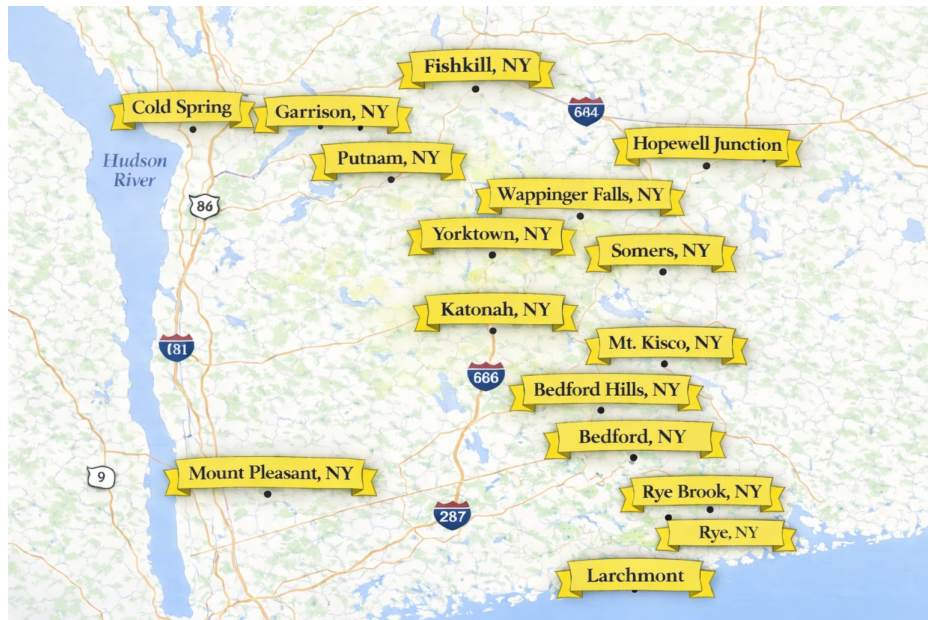 Fishkill, NY
Cold Spring
Garrison, NY
664
Hopewell Junction
Putnam, NY
Hudson
River
Wappinger Falls, NY
86
Yorktown, NY
Somers, NY
Katonah, NY
Mt. Kisco, NY
666
Bedford Hills, NY
Bedford, NY
Mount Pleasant, NY
9
Rye Brook, NY
287
Rye, NY
Larchmont